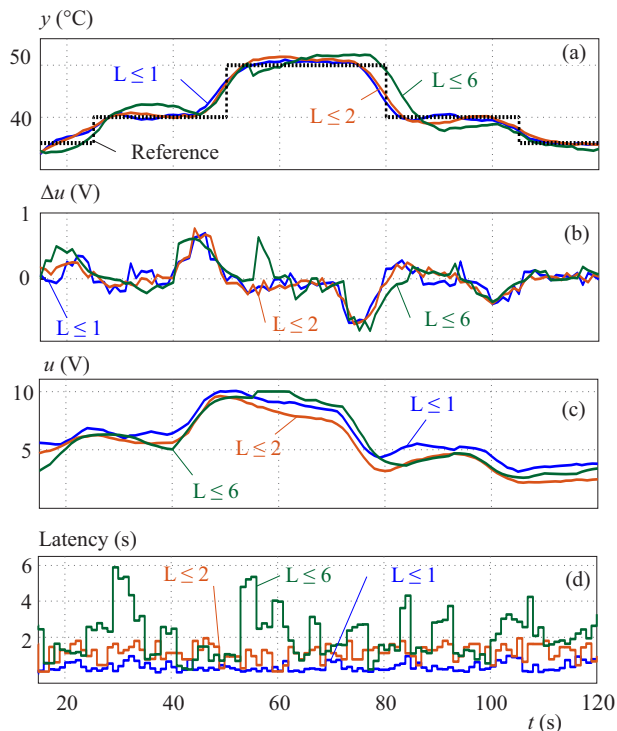 y (°C)
50
40
(a)
L ≤ 1
L ≤ 2
L ≤ 6
Reference
Δu (V)
1
0
(b)
L ≤ 1
L ≤ 2
L ≤ 6
u (V)
10
5
(c)
L ≤ 1
L ≤ 2
L ≤ 6
Latency (s)
6
4
2
(d)
L ≤ 2
L ≤ 6
L ≤ 1
20 40 60 80 100 120
t (s)